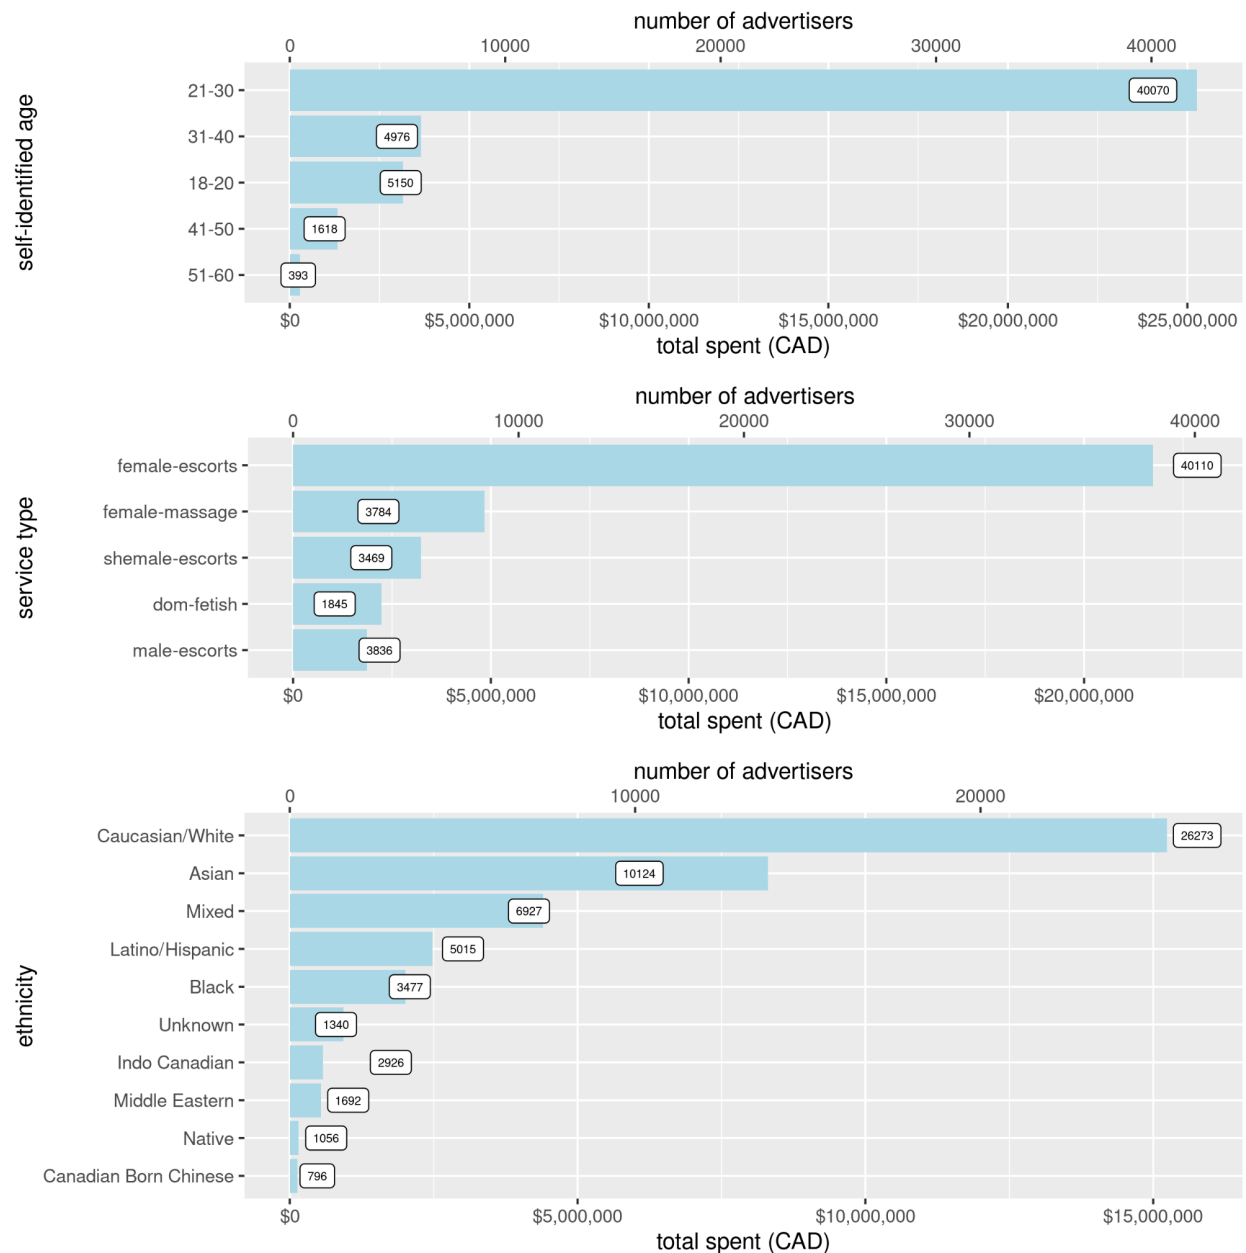 number of advertisers
0 10000 20000 30000 40000
self-identified age
21-30 40070
31-40 4976
18-20 5150
41-50 1618
51-60 393
$0 $5,000,000 $10,000,000 $15,000,000 $20,000,000 $25,000,000
total spent (CAD)
number of advertisers
0 10000 20000 30000 40000
service type
female-escorts 40110
female-massage 3784
shemale-escorts 3469
dom-fetish 1845
male-escorts 3836
$0 $5,000,000 $10,000,000 $15,000,000 $20,000,000
total spent (CAD)
number of advertisers
0 10000 20000
ethnicity
Caucasian/White 26273
Asian 10124
Mixed 6927
Latino/Hispanic 5015
Black 3477
Unknown 1340
Indo Canadian 2926
Middle Eastern 1692
Native 1056
Canadian Born Chinese 796
$0 $5,000,000 $10,000,000 $15,000,000
total spent (CAD)